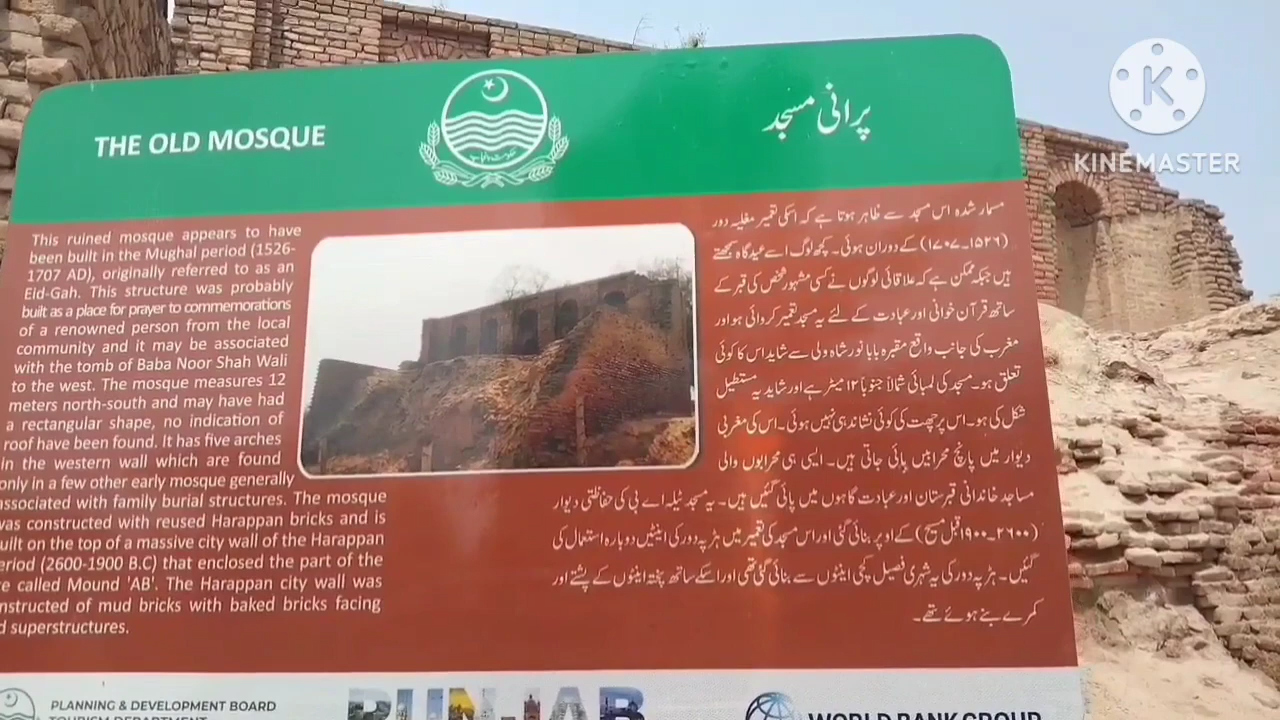 THE OLD MOSQUE
پرانی مسجد
This ruined mosque appears to have
been built in the Mughal period (1526-
1707 AD), originally referred to as an
Eid-Gah. This structure was probably
built as a place for prayer to commemorations
of a renowned person from the local
community and it may be associated
with the tomb of Baba Noor Shah Wali
to the west. The mosque measures 12
meters north-south and may have had
a rectangular shape, no indication of
roof have been found. It has five arches
in the western wall which are found
only in a few other early mosque generally
associated with family burial structures. The mosque
was constructed with reused Harappan bricks and is
built on the top of a massive city wall of the Harappan
period (2600-1900 B.C) that enclosed the part of the
called Mound 'AB'. The Harappan city wall was
constructed of mud bricks with baked bricks facing
superstructures.
مسمار شدہ اس مسجد سے ظاہر ہوتا ہے کہ اسکی تعمیر مغلیہ دور
(۱۵۲۶۔۱۷۰۷) کے دوران ہوئی۔ کچھ لوگ اسے عیدگاہ سمجھتے
ہیں جبکہ ممکن ہے کہ علاقائی لوگوں نے کسی مشہور شخص کی قبر کے
ساتھ قرآن خوانی اور عبادت کے لئے یہ مسجد تعمیر کروائی ہو اور
مغرب کی جانب واقع مقبرہ بابا نور شاہ ولی سے شاید اس کا کوئی
تعلق ہو۔ مسجد کی لمبائی شمالاً جنوباً ۱۲ میٹر ہے اور شاید یہ مستطیل
شکل کی ہو۔ اس پر چھت کی کوئی نشاندہی نہیں ہوئی۔ اس کی مغربی
دیوار میں پانچ محرابیں پائی جاتی ہیں۔ ایسی ہی محرابوں والی
مساجد خاندانی قبرستان اور عبادت گاہوں میں پائی گئیں ہیں۔ یہ مسجد ٹیلہ اے بی کی حفاظتی دیوار
(۲۶۰۰۔۱۹۰۰ قبل مسیح) کے اوپر بنائی گئی اور اس مسجد کی تعمیر میں ہڑپہ دور کی اینٹیں دوبارہ استعمال کی
گئیں۔ ہڑپہ دور کی یہ شہری فصیل کچی اینٹوں سے بنائی گئی تھی اور اسکے ساتھ پختہ اینٹوں کے پشتے اور
کمرے بنے ہوئے تھے۔
PLANNING & DEVELOPMENT BOARD
TOURISM DEPARTMENT
PUNJAB
WORLD BANK GROUP
K
KINEMASTER